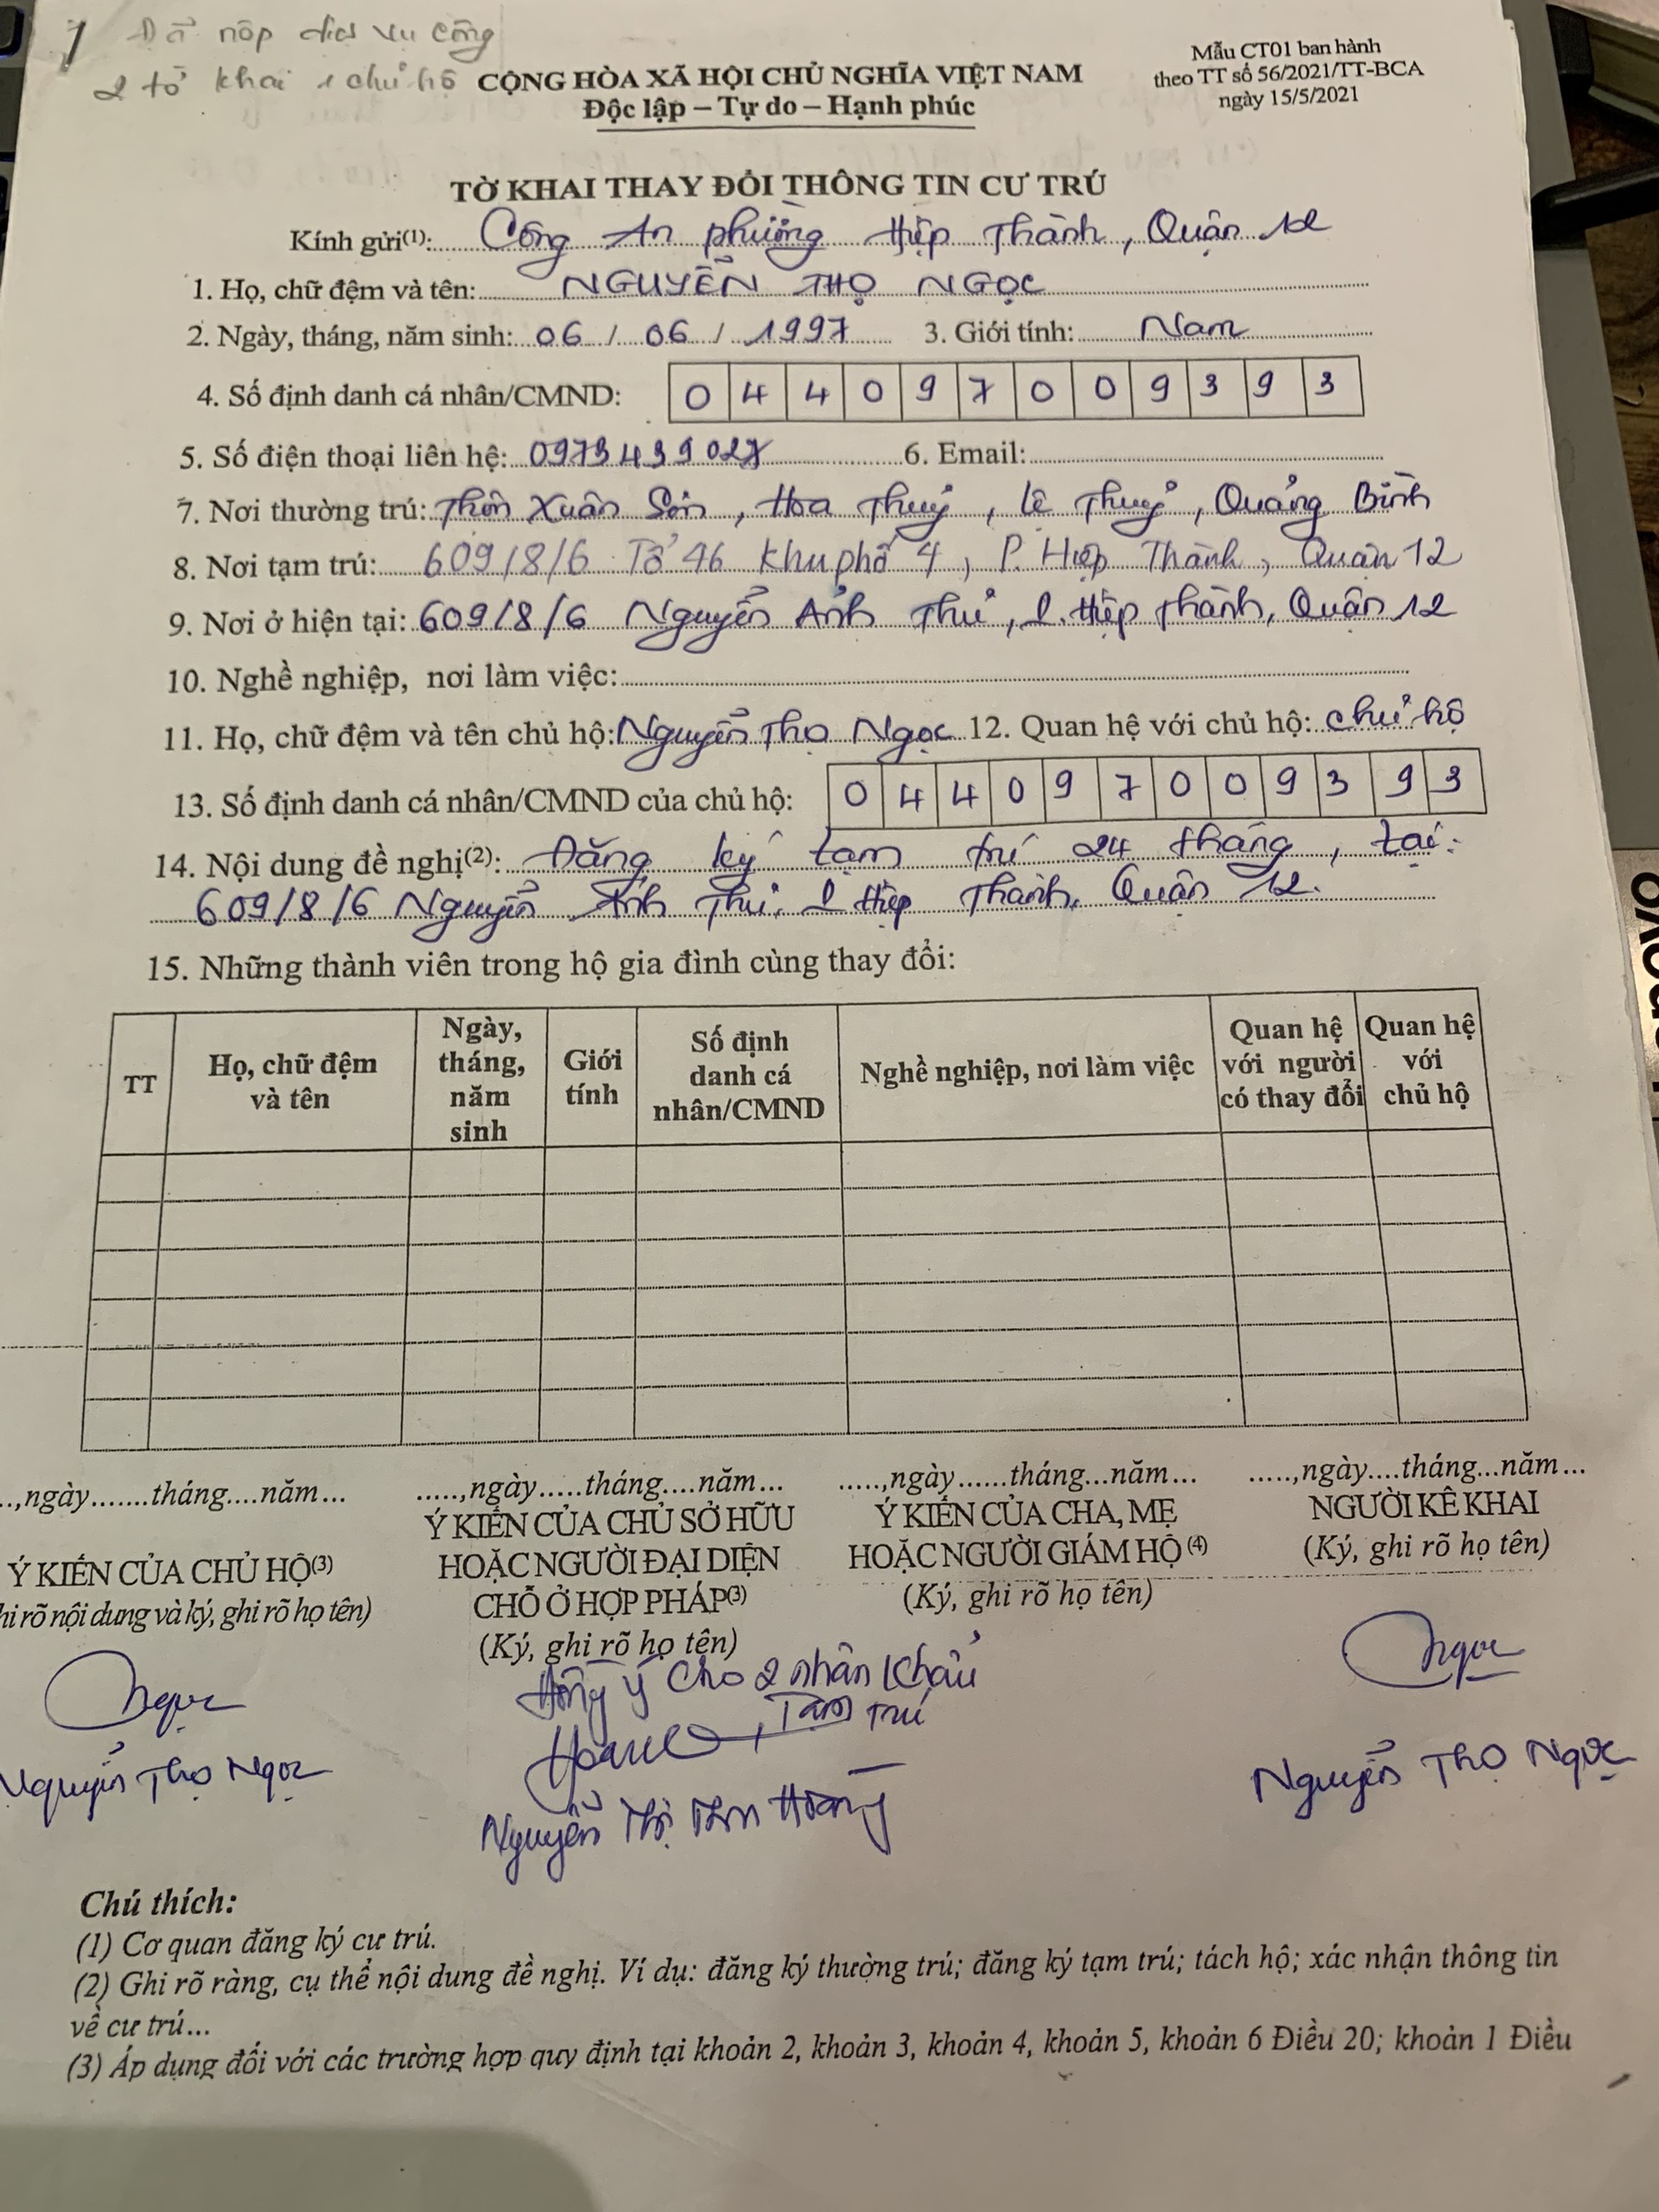 Đã nộp dịch vụ công
2 tờ khai 1 chủ hộ
Mẫu CT01 ban hành
theo TT số 56/2021/TT-BCA
ngày 15/5/2021
CỘNG HÒA XÃ HỘI CHỦ NGHĨA VIỆT NAM
Độc lập – Tự do – Hạnh phúc
TỜ KHAI THAY ĐỔI THÔNG TIN CƯ TRÚ
Kính gửi(1): Công An phường Hiệp Thành, Quận 12
1. Họ, chữ đệm và tên: NGUYỄN THỌ NGỌC
2. Ngày, tháng, năm sinh: 06 / 06 / 1997 3. Giới tính: Nam
4. Số định danh cá nhân/CMND: 0 4 4 0 9 7 0 0 9 3 9 3
5. Số điện thoại liên hệ: 0973439027 6. Email:
7. Nơi thường trú: Thôn Xuân Sơn, Hoa Thuỷ, Lệ Thuỷ, Quảng Bình
8. Nơi tạm trú: 609/8/6 Tổ 46 Khu phố 4, P. Hiệp Thành, Quận 12
9. Nơi ở hiện tại: 609/8/6 Nguyễn Ảnh Thủ, P. Hiệp Thành, Quận 12
10. Nghề nghiệp, nơi làm việc:
11. Họ, chữ đệm và tên chủ hộ: Nguyễn Thọ Ngọc 12. Quan hệ với chủ hộ: chủ hộ
13. Số định danh cá nhân/CMND của chủ hộ: 0 4 4 0 9 7 0 0 9 3 9 3
14. Nội dung đề nghị(2): Đăng ký tạm trú 24 tháng, tại:
609/8/6 Nguyễn Ảnh Thủ, P Hiệp Thành, Quận 12.
15. Những thành viên trong hộ gia đình cùng thay đổi:
TT Họ, chữ đệm và tên Ngày, tháng, năm sinh Giới tính Số định danh cá nhân/CMND Nghề nghiệp, nơi làm việc Quan hệ với người có thay đổi Quan hệ với chủ hộ
..,ngày.......tháng....năm... .....,ngày.....tháng....năm... .....,ngày......tháng...năm... .....,ngày....tháng...năm...
Ý KIẾN CỦA CHỦ HỘ(3)
hi rõ nội dung và ký, ghi rõ họ tên)
Ngọc
Nguyễn Thọ Ngọc
Ý KIẾN CỦA CHỦ SỞ HỮU
HOẶC NGƯỜI ĐẠI DIỆN
CHỖ Ở HỢP PHÁP(3)
(Ký, ghi rõ họ tên)
Đồng ý cho 2 nhân khẩu
Tạm Trú
Nguyễn Thị Hoàng
Ý KIẾN CỦA CHA, MẸ
HOẶC NGƯỜI GIÁM HỘ (4)
(Ký, ghi rõ họ tên)
NGƯỜI KÊ KHAI
(Ký, ghi rõ họ tên)
Ngọc
Nguyễn Thọ Ngọc
Chú thích:
(1) Cơ quan đăng ký cư trú.
(2) Ghi rõ ràng, cụ thể nội dung đề nghị. Ví dụ: đăng ký thường trú; đăng ký tạm trú; tách hộ; xác nhận thông tin
về cư trú...
(3) Áp dụng đối với các trường hợp quy định tại khoản 2, khoản 3, khoản 4, khoản 5, khoản 6 Điều 20; khoản 1 Điều